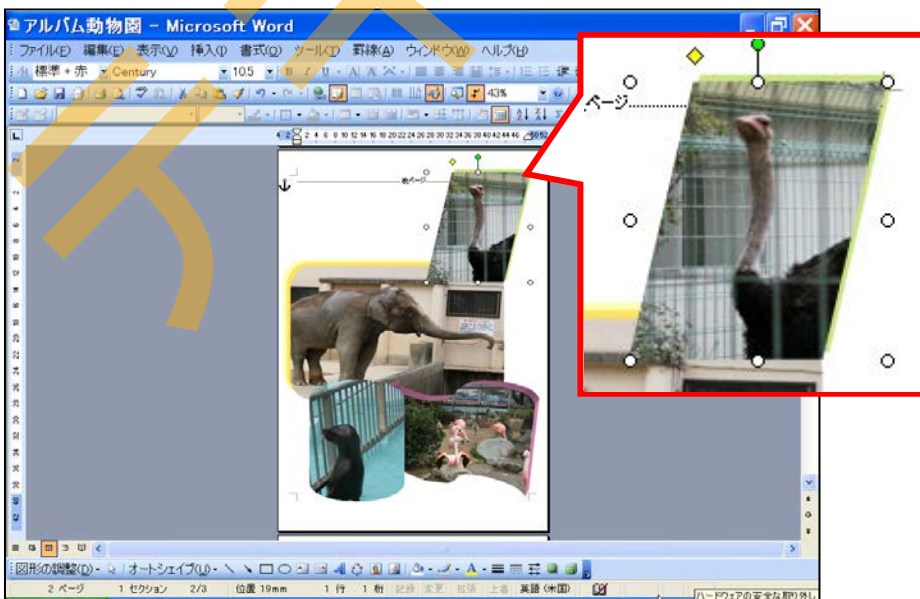 アルバム動物園 - Microsoft Word
ファイル(F) 編集(E) 表示(V) 挿入(I) 書式(O) ツール(T) 罫線(A) ウィンドウ(W) ヘルプ(H)
標準 + 赤 Century 10.5 B I U
43%
改ページ
改ページ
図形の調整(D) オートシェイプ(U)
2 ページ 1 セクション 2/3 位置 19mm 1 行 1 桁 記録 変更 拡張 上書 英語 (米国)
ハードウェアの安全な取り外し